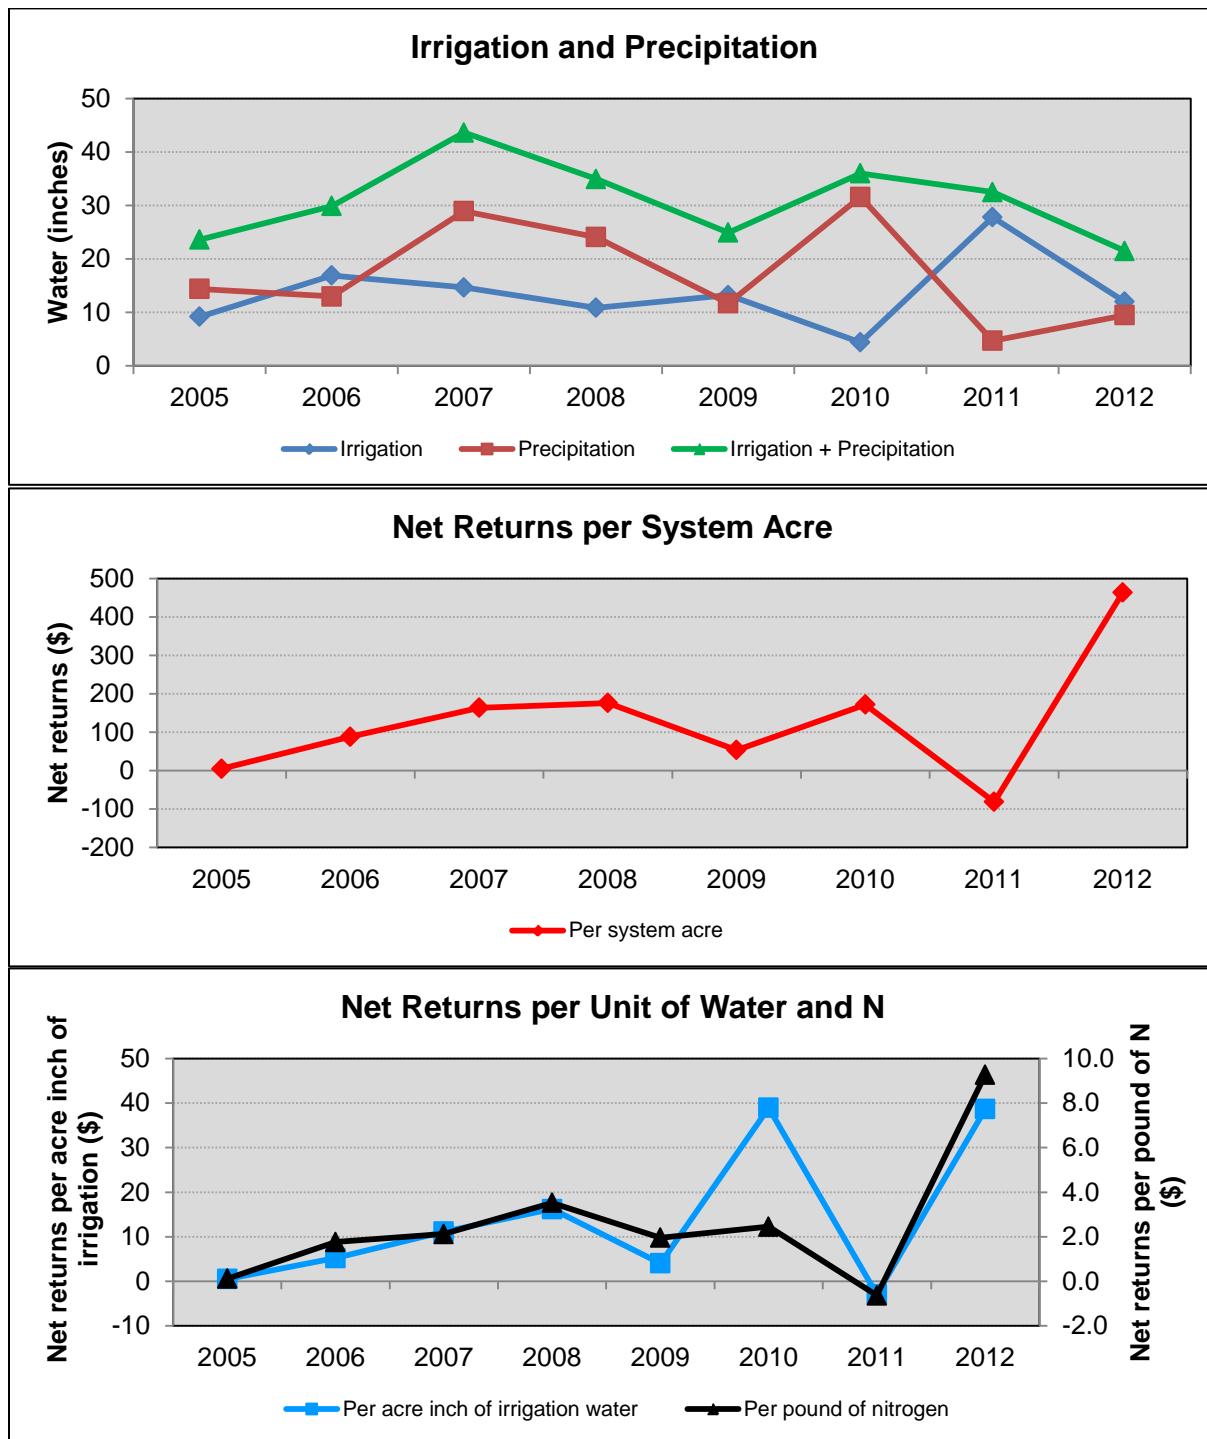 Irrigation and Precipitation
Water (inches)
50
40
30
20
10
0
2005 2006 2007 2008 2009 2010 2011 2012
Irrigation Precipitation Irrigation + Precipitation
Net Returns per System Acre
Net returns ($)
500
400
300
200
100
0
-100
-200
2005 2006 2007 2008 2009 2010 2011 2012
Per system acre
Net Returns per Unit of Water and N
Net returns per acre inch of
irrigation ($)
50
40
30
20
10
0
-10
10.0
8.0
6.0
4.0
2.0
0.0
-2.0
Net returns per pound of N
($)
2005 2006 2007 2008 2009 2010 2011 2012
Per acre inch of irrigation water Per pound of nitrogen